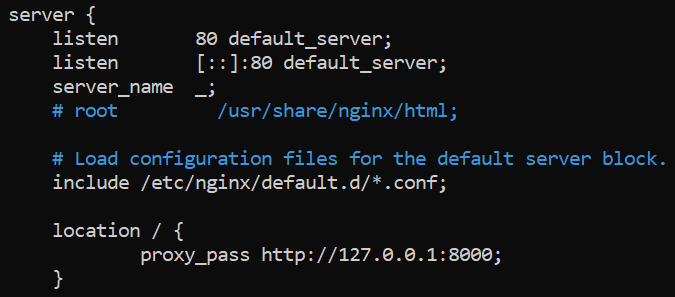 server {
    listen       80 default_server;
    listen       [::]:80 default_server;
    server_name  _;
    # root         /usr/share/nginx/html;

    # Load configuration files for the default server block.
    include /etc/nginx/default.d/*.conf;

    location / {
            proxy_pass http://127.0.0.1:8000;
    }